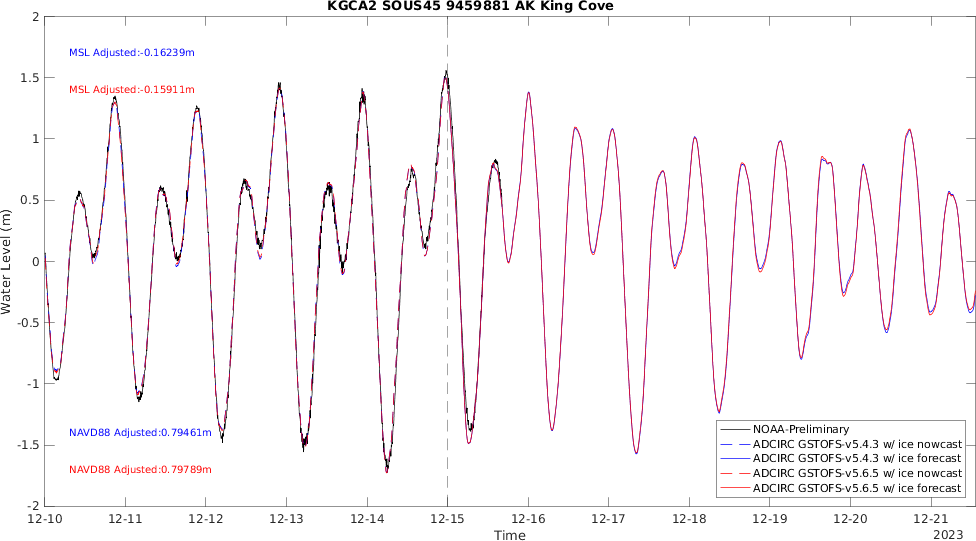 KGCA2 SOUS45 9459881 AK King Cove
2
1.5
1
0.5
0
-0.5
-1
-1.5
-2
Water Level (m)
MSL Adjusted:-0.16239m
MSL Adjusted:-0.15911m
NAVD88 Adjusted:0.79461m
NAVD88 Adjusted:0.79789m
NOAA-Preliminary
ADCIRC GSTOFS-v5.4.3 w/ ice nowcast
ADCIRC GSTOFS-v5.4.3 w/ ice forecast
ADCIRC GSTOFS-v5.6.5 w/ ice nowcast
ADCIRC GSTOFS-v5.6.5 w/ ice forecast
12-10 12-11 12-12 12-13 12-14 12-15 12-16 12-17 12-18 12-19 12-20 12-21
Time
2023